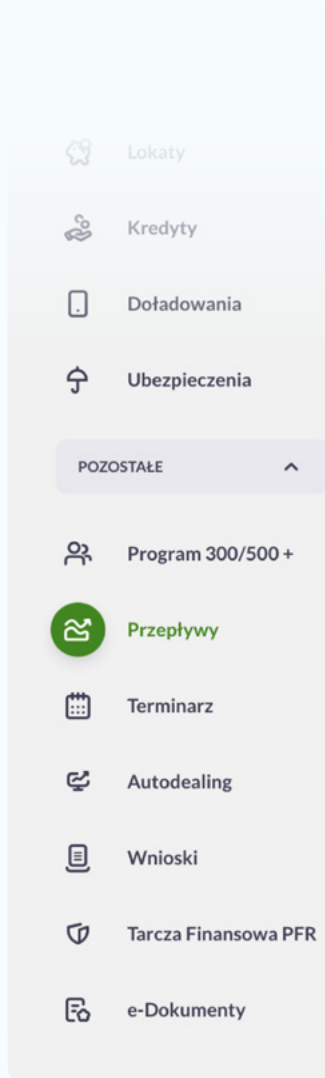 Lokaty
Kredyty
Doładowania
Ubezpieczenia
POZOSTAŁE
Program 300/500 +
Przepływy
Terminarz
Autodealing
Wnioski
Tarcza Finansowa PFR
e-Dokumenty